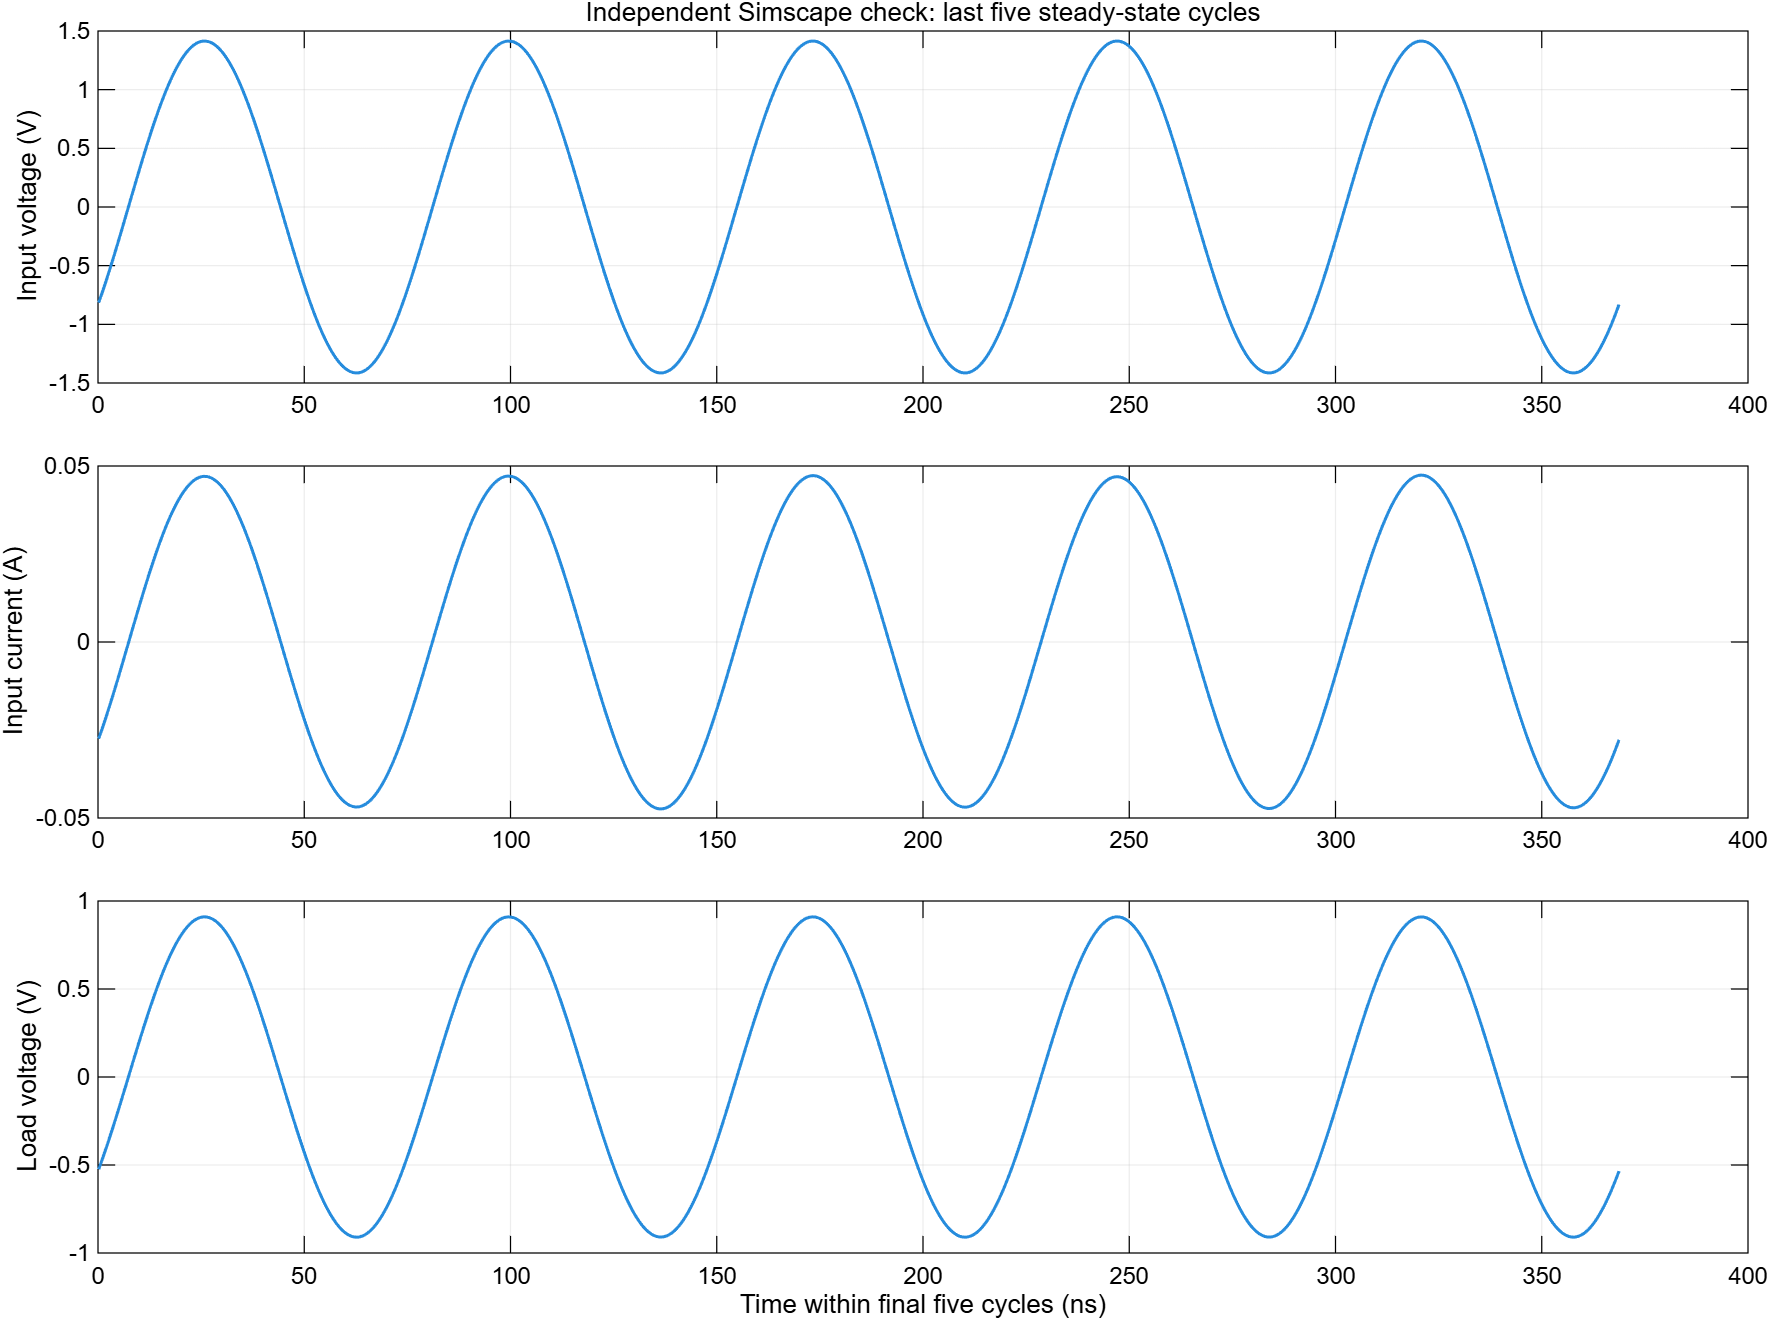 Independent Simscape check: last five steady-state cycles
Input voltage (V)
1.5
1
0.5
0
-0.5
-1
-1.5
0 50 100 150 200 250 300 350 400
Input current (A)
0.05
0
-0.05
0 50 100 150 200 250 300 350 400
Load voltage (V)
1
0.5
0
-0.5
-1
0 50 100 150 200 250 300 350 400
Time within final five cycles (ns)